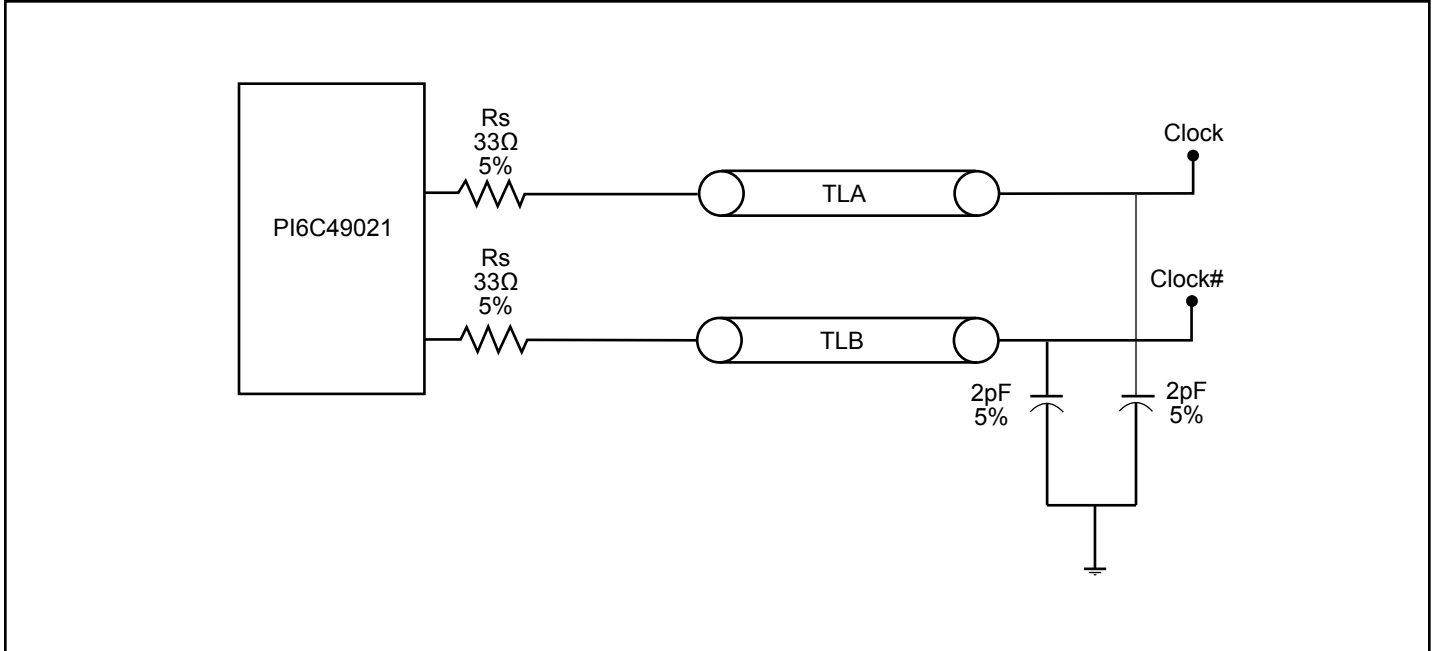 Rs
33Ω
5%
Clock
TLA
PI6C49021
Rs
33Ω
5%
Clock#
TLB
2pF
5%
2pF
5%